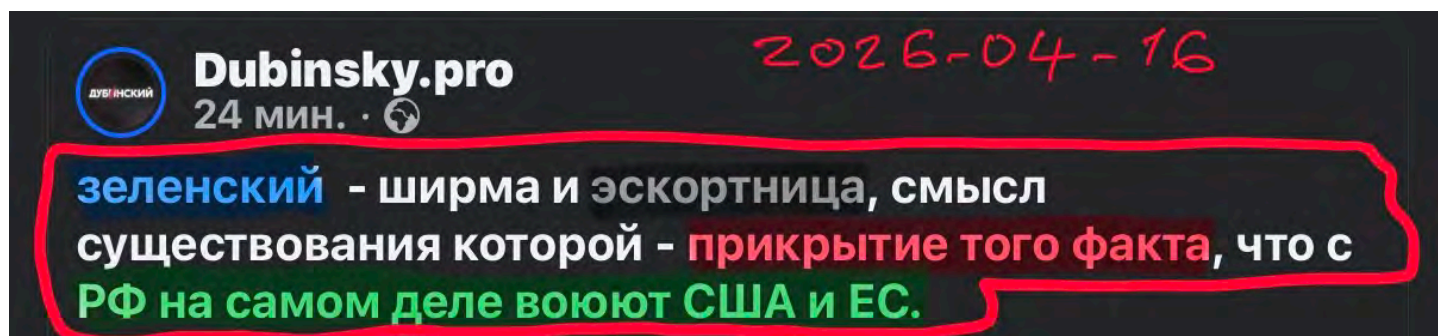 Dubinsky.pro
2026-04-16
ДУБИНСКИЙ
24 мин. ·
зеленский - ширма и эскортница, смысл
существования которой - прикрытие того факта, что с
РФ на самом деле воюют США и ЕС.